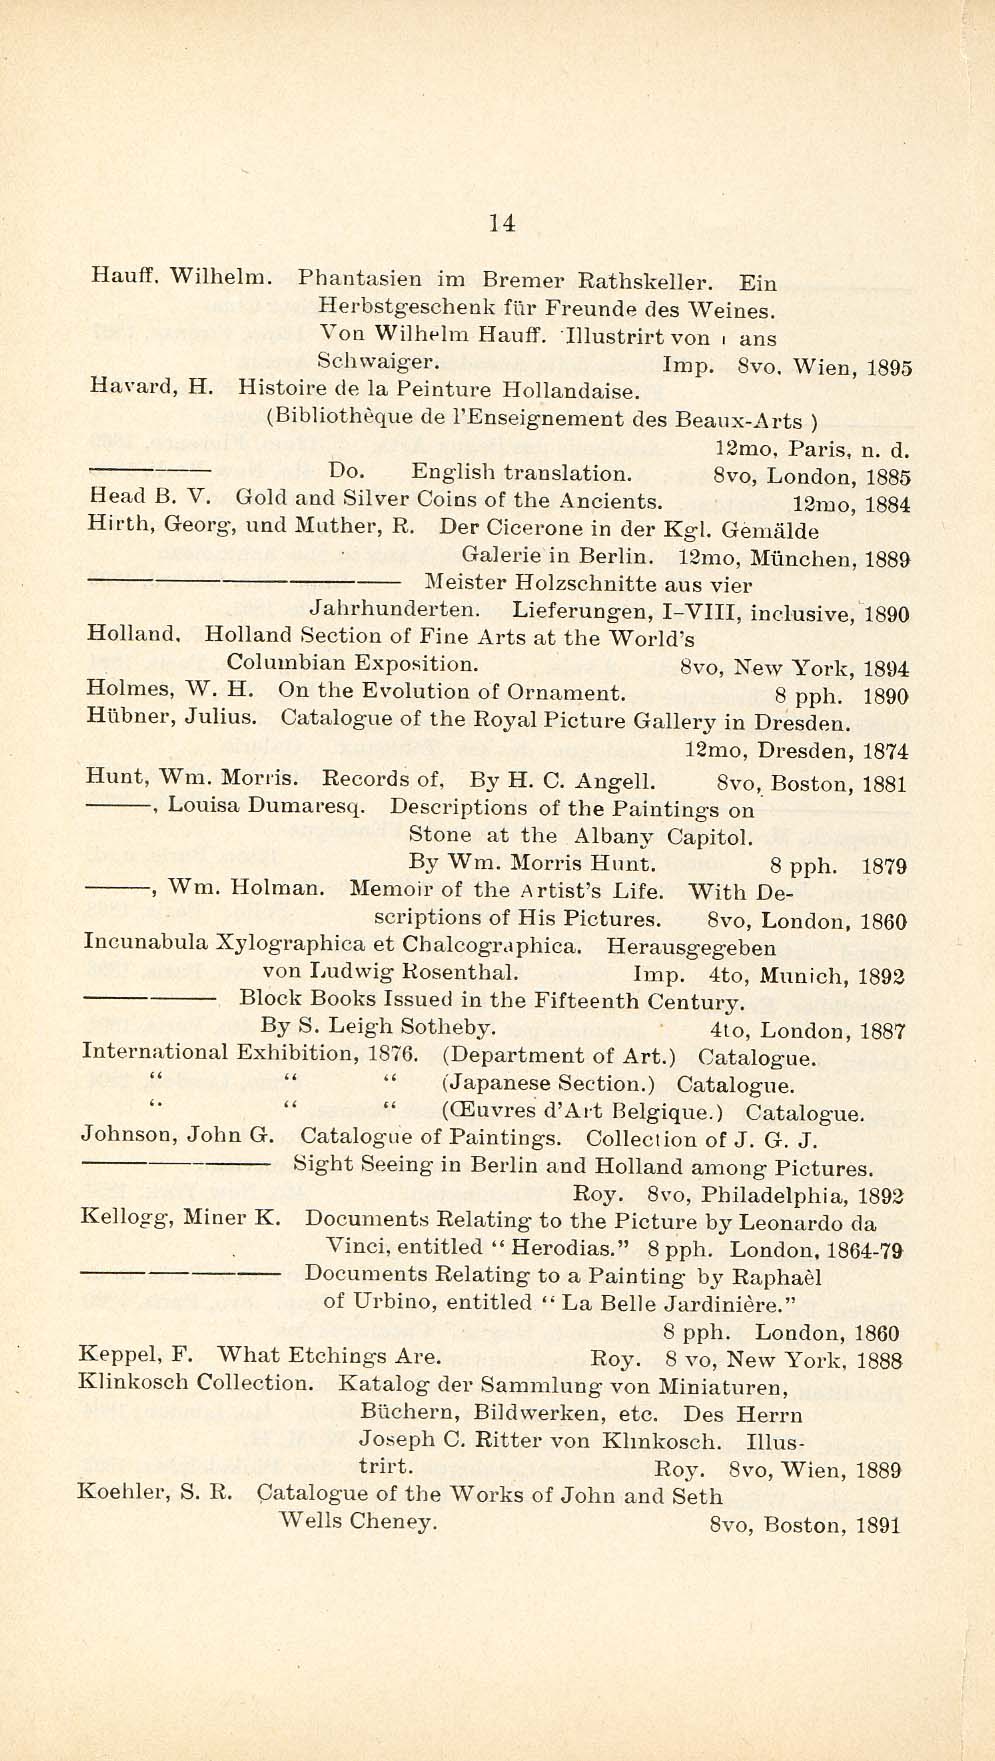 14
Hauff, Wilhelm. Phantasien im Bremer Rathskeller. Ein
Herbstgeschenk für Freunde des Weines.
Von Wilhelm Hauff. Illustrirt von ans
Schwaiger. Imp. 8vo, Wien, 1895
Havard, H. Histoire de la Peinture Hollandaise.
(Bibliothèque de l'Enseignement des Beaux-Arts )
12mo, Paris, n. d.
——— Do. English translation. 8vo, London, 1885
Head B. V. Gold and Silver Coins of the Ancients. 12mo, 1884
Hirth, Georg, und Muther, R. Der Cicerone in der Kgl. Gemälde
Galerie in Berlin. 12mo, München, 1889
——————— Meister Holzschnitte aus vier
Jahrhunderten. Lieferungen, I-VIII, inclusive, 1890
Holland. Holland Section of Fine Arts at the World's
Columbian Exposition. 8vo, New York, 1894
Holmes, W. H. On the Evolution of Ornament. 8 pph. 1890
Hübner, Julius. Catalogue of the Royal Picture Gallery in Dresden.
12mo, Dresden, 1874
Hunt, Wm. Morris. Records of, By H. C. Angell. 8vo, Boston, 1881
———, Louisa Dumaresq. Descriptions of the Paintings on
Stone at the Albany Capitol.
By Wm. Morris Hunt. 8 pph. 1879
———, Wm. Holman. Memoir of the Artist's Life. With De-
scriptions of His Pictures. 8vo, London, 1860
Incunabula Xylographica et Chalcographica. Herausgegeben
von Ludwig Rosenthal. Imp. 4to, Munich, 1892
———— Block Books Issued in the Fifteenth Century.
By S. Leigh Sotheby. 4to, London, 1887
International Exhibition, 1876. (Department of Art.) Catalogue.
" " " (Japanese Section.) Catalogue.
" " " (Œuvres d'Art Belgique.) Catalogue.
Johnson, John G. Catalogue of Paintings. Collection of J. G. J.
————— Sight Seeing in Berlin and Holland among Pictures.
Roy. 8vo, Philadelphia, 1892
Kellogg, Miner K. Documents Relating to the Picture by Leonardo da
Vinci, entitled " Herodias." 8 pph. London, 1864-79
————— Documents Relating to a Painting by Raphaèl
of Urbino, entitled " La Belle Jardinière."
8 pph. London, 1860
Keppel, F. What Etchings Are. Roy. 8 vo, New York, 1888
Klinkosch Collection. Katalog der Sammlung von Miniaturen,
Büchern, Bildwerken, etc. Des Herrn
Joseph C. Ritter von Klinkosch. Illus-
trirt. Roy. 8vo, Wien, 1889
Koehler, S. R. Catalogue of the Works of John and Seth
Wells Cheney. 8vo, Boston, 1891